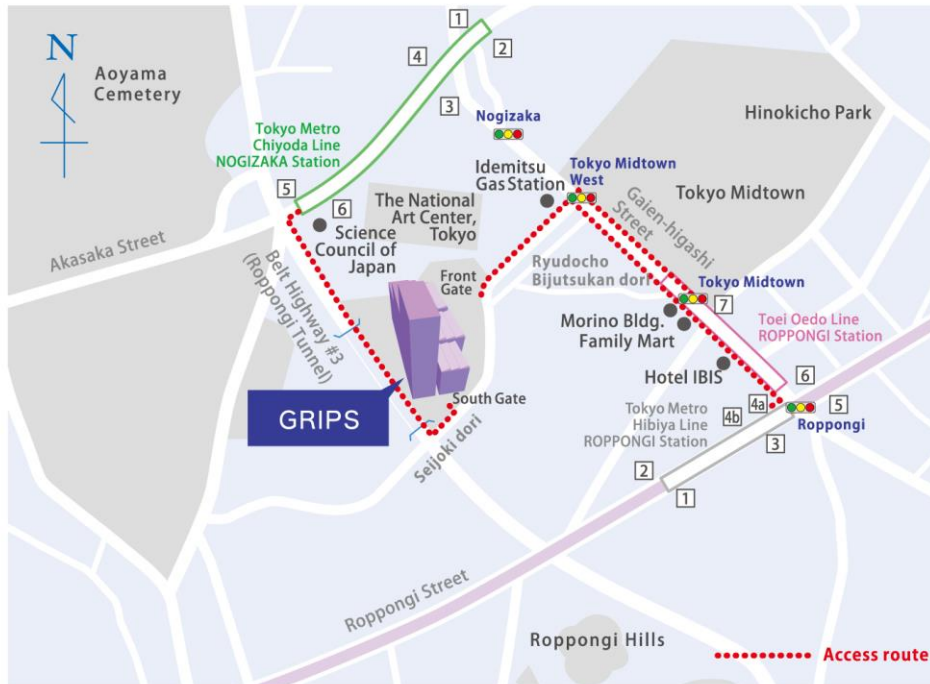 N
Aoyama
Cemetery
1
2
4
3
Nogizaka
Hinokicho Park
Tokyo Metro
Chiyoda Line
NOGIZAKA Station
Idemitsu
Gas Station
Tokyo Midtown
West
Tokyo Midtown
5
6
Science
Council of
Japan
The National
Art Center,
Tokyo
Gaien-higashi
Street
Akasaka Street
Belt Highway #3
(Roppongi Tunnel)
Front
Gate
Ryudocho
Bijutsukan dori
Tokyo Midtown
7
Morino Bldg.
Family Mart
Toei Oedo Line
ROPPONGI Station
Hotel IBIS
6
GRIPS
South Gate
Seijoki dori
Tokyo Metro
Hibiya Line
ROPPONGI Station
4a
4b
5
Roppongi
3
2
1
Roppongi Street
Roppongi Hills
Access route